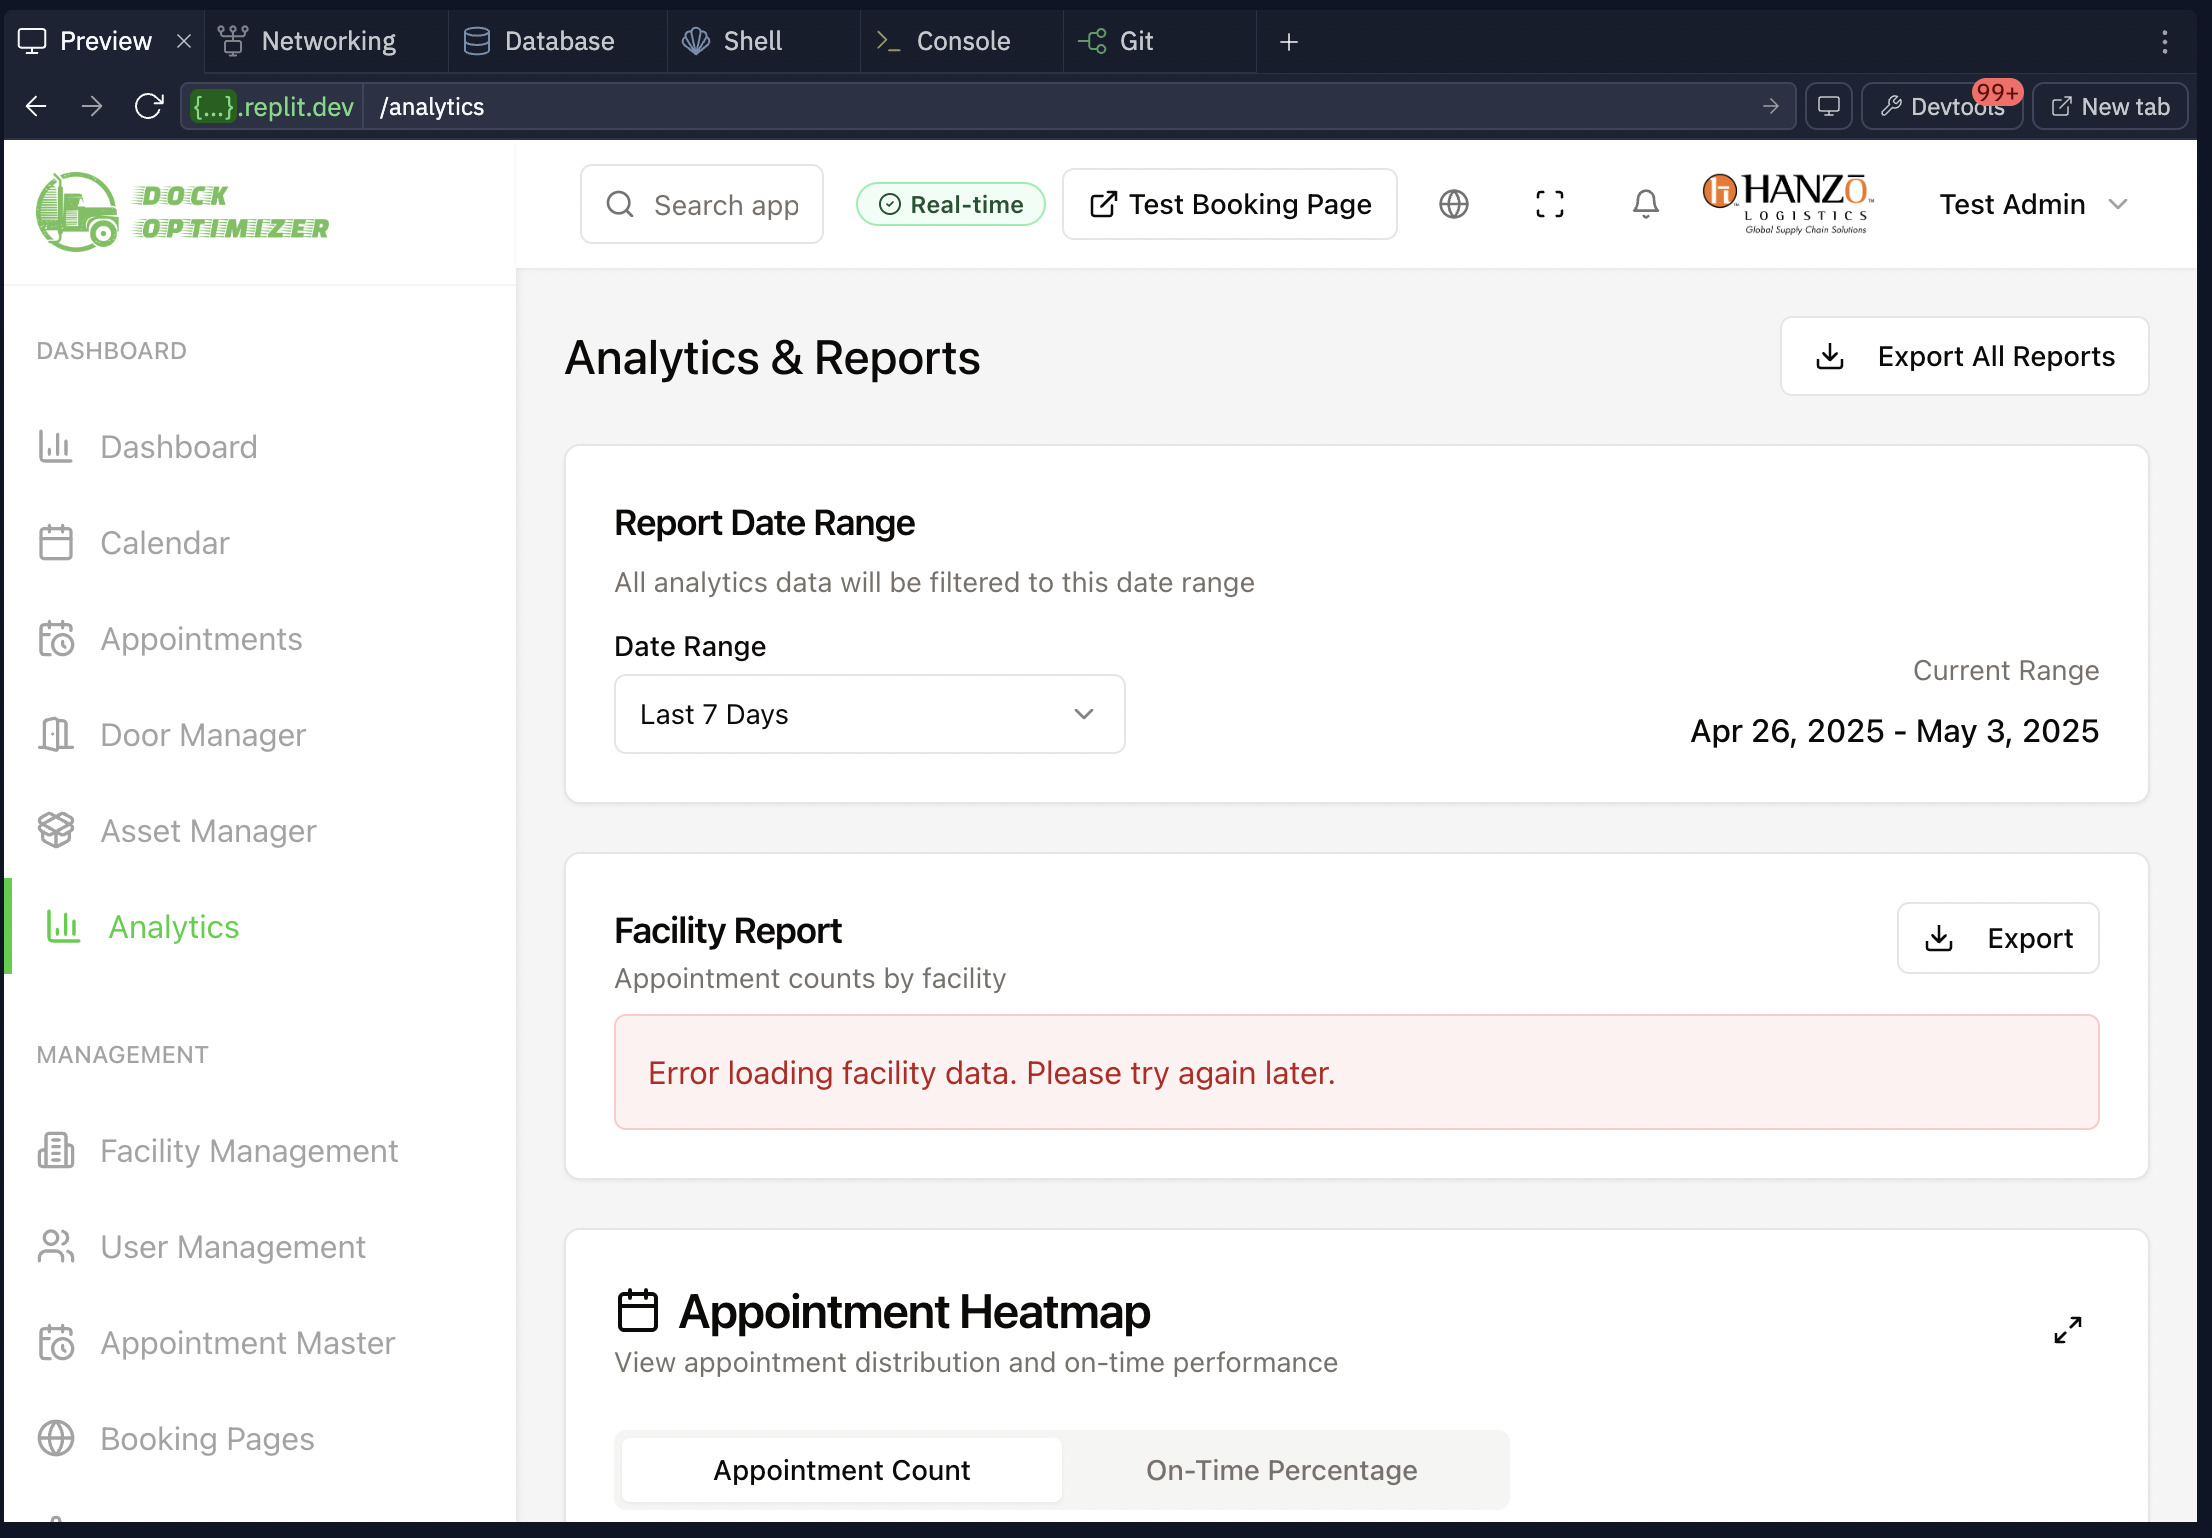 Preview
Networking
Database
Shell
Console
Git
{...}.replit.dev
/analytics
Devtools
99+
New tab
DOCK
OPTIMIZER
Search app
Real-time
Test Booking Page
HANZŌ
LOGISTICS
Global Supply Chain Solutions
Test Admin
DASHBOARD
Dashboard
Calendar
Appointments
Door Manager
Asset Manager
Analytics
MANAGEMENT
Facility Management
User Management
Appointment Master
Booking Pages
Analytics & Reports
Export All Reports
Report Date Range
All analytics data will be filtered to this date range
Date Range
Last 7 Days
Current Range
Apr 26, 2025 - May 3, 2025
Facility Report
Appointment counts by facility
Export
Error loading facility data. Please try again later.
Appointment Heatmap
View appointment distribution and on-time performance
Appointment Count
On-Time Percentage